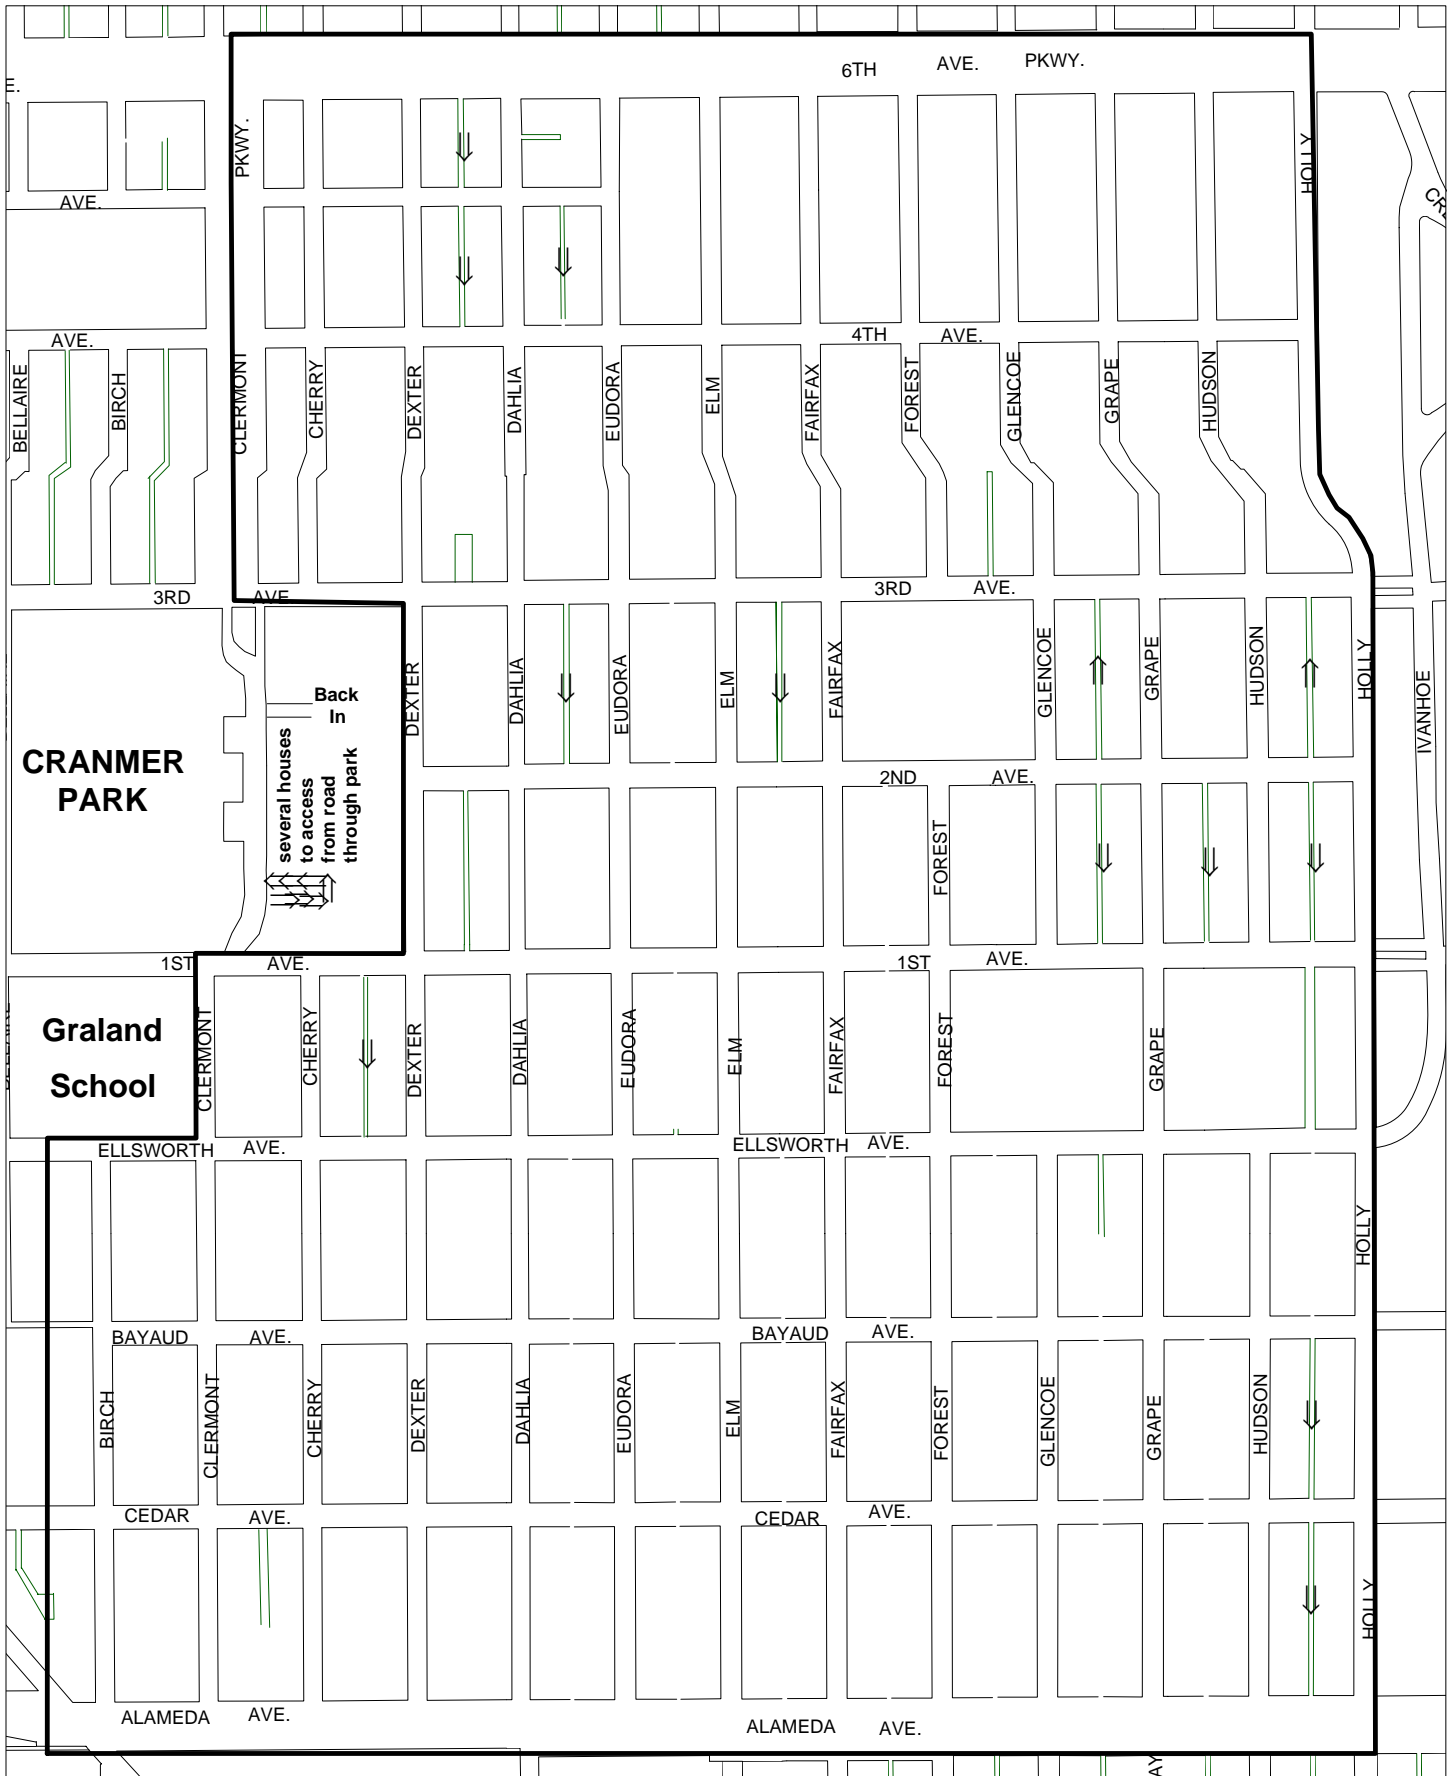 6TH AVE. PKWY.
E.
PKWY.
HOLLY
AVE.
AVE.
4TH AVE.
BELLAIRE
BIRCH
CLERMONT
CHERRY
DEXTER
DAHLIA
EUDORA
ELM
FAIRFAX
FOREST
GLENCOE
GRAPE
HUDSON
3RD AVE
3RD AVE.
DEXTER
DAHLIA
EUDORA
ELM
FAIRFAX
GLENCOE
GRAPE
HUDSON
HOLLY
IVANHOE
Back
In
several houses
to access
from road
through park
CRANMER
PARK
2ND AVE.
FOREST
1ST AVE.
1ST AVE.
Graland
School
CLERMONT
CHERRY
DEXTER
DAHLIA
EUDORA
ELM
FAIRFAX
FOREST
GRAPE
ELLSWORTH AVE.
ELLSWORTH AVE.
HOLLY
BAYAUD AVE.
BAYAUD AVE.
BIRCH
CLERMONT
CHERRY
DEXTER
DAHLIA
EUDORA
ELM
FAIRFAX
FOREST
GLENCOE
GRAPE
HUDSON
CEDAR AVE.
CEDAR AVE.
HOLLY
ALAMEDA AVE.
ALAMEDA AVE.